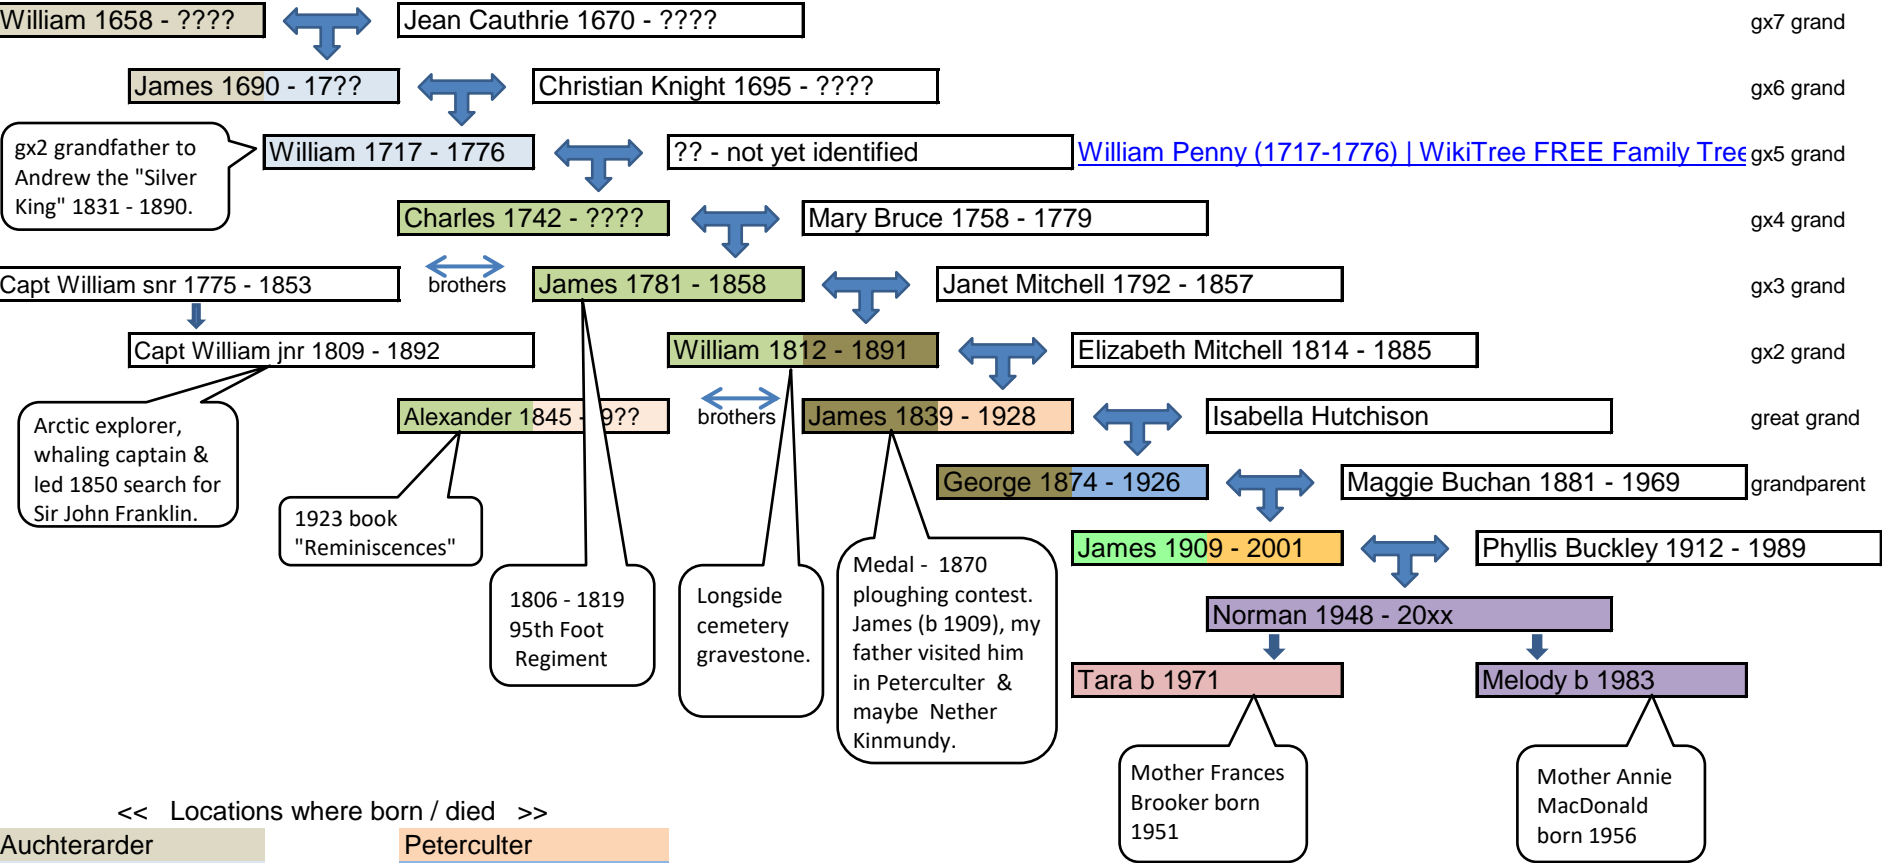 William 1658 - ????
Jean Cauthrie 1670 - ????
gx7 grand
James 1690 - 17??
Christian Knight 1695 - ????
gx6 grand
gx2 grandfather to
Andrew the "Silver
King" 1831 - 1890.
William 1717 - 1776
?? - not yet identified
William Penny (1717-1776) | WikiTree FREE Family Tree
gx5 grand
Charles 1742 - ????
Mary Bruce 1758 - 1779
gx4 grand
Capt William snr 1775 - 1853
brothers
James 1781 - 1858
Janet Mitchell 1792 - 1857
gx3 grand
Capt William jnr 1809 - 1892
William 1812 - 1891
Elizabeth Mitchell 1814 - 1885
gx2 grand
Arctic explorer,
whaling captain &
led 1850 search for
Sir John Franklin.
Alexander 1845 - 19??
brothers
James 1839 - 1928
Isabella Hutchison
great grand
George 1874 - 1926
Maggie Buchan 1881 - 1969
grandparent
1923 book
"Reminiscences"
James 1909 - 2001
Phyllis Buckley 1912 - 1989
1806 - 1819
95th Foot
Regiment
Longside
cemetery
gravestone.
Medal - 1870
ploughing contest.
James (b 1909), my
father visited him
in Peterculter &
maybe Nether
Kinmundy.
Norman 1948 - 20xx
Tara b 1971
Melody b 1983
Mother Frances
Brooker born
1951
Mother Annie
MacDonald
born 1956
<< Locations where born / died >>
Auchterarder
Peterculter